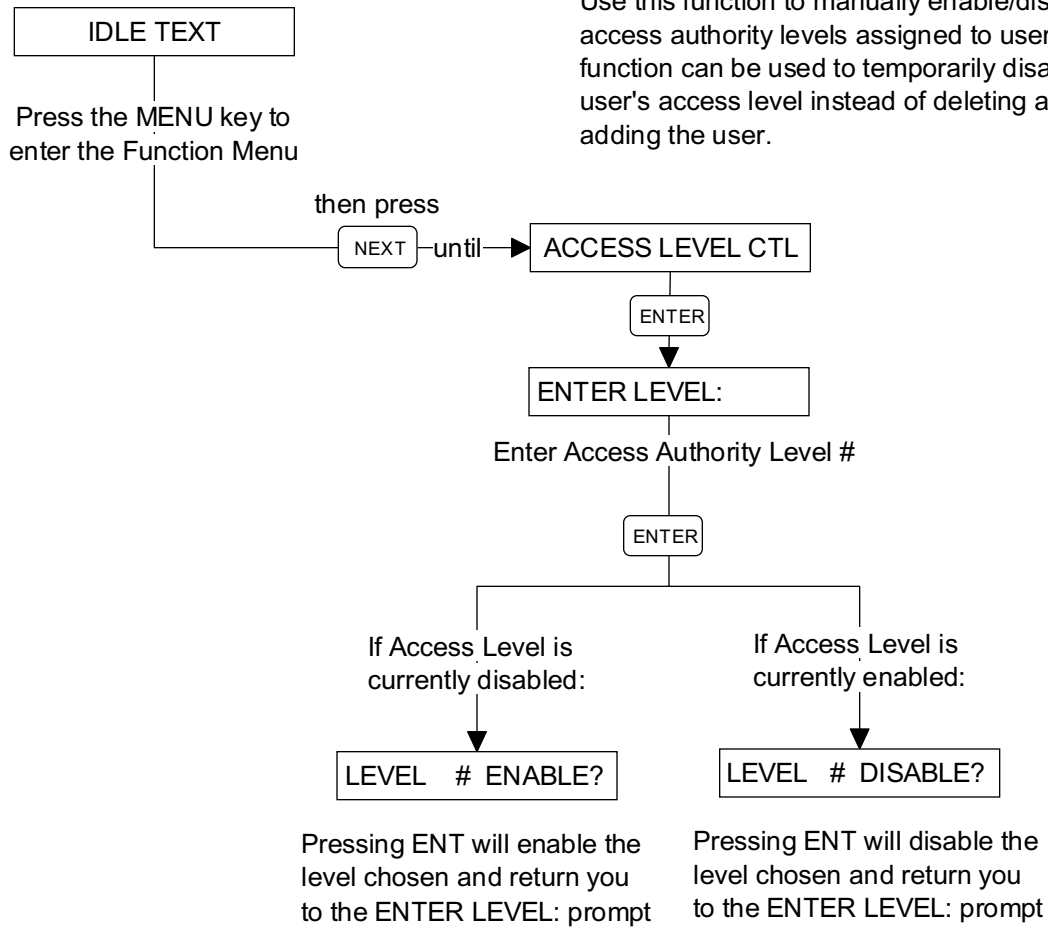 Use this function to manually enable/dis
access authority levels assigned to user
function can be used to temporarily disa
user's access level instead of deleting a
adding the user.
IDLE TEXT
Press the MENU key to
enter the Function Menu
then press
NEXT until ACCESS LEVEL CTL
ENTER
ENTER LEVEL:
Enter Access Authority Level #
ENTER
If Access Level is
currently disabled:
If Access Level is
currently enabled:
LEVEL # ENABLE?
LEVEL # DISABLE?
Pressing ENT will enable the
level chosen and return you
to the ENTER LEVEL: prompt
Pressing ENT will disable the
level chosen and return you
to the ENTER LEVEL: prompt